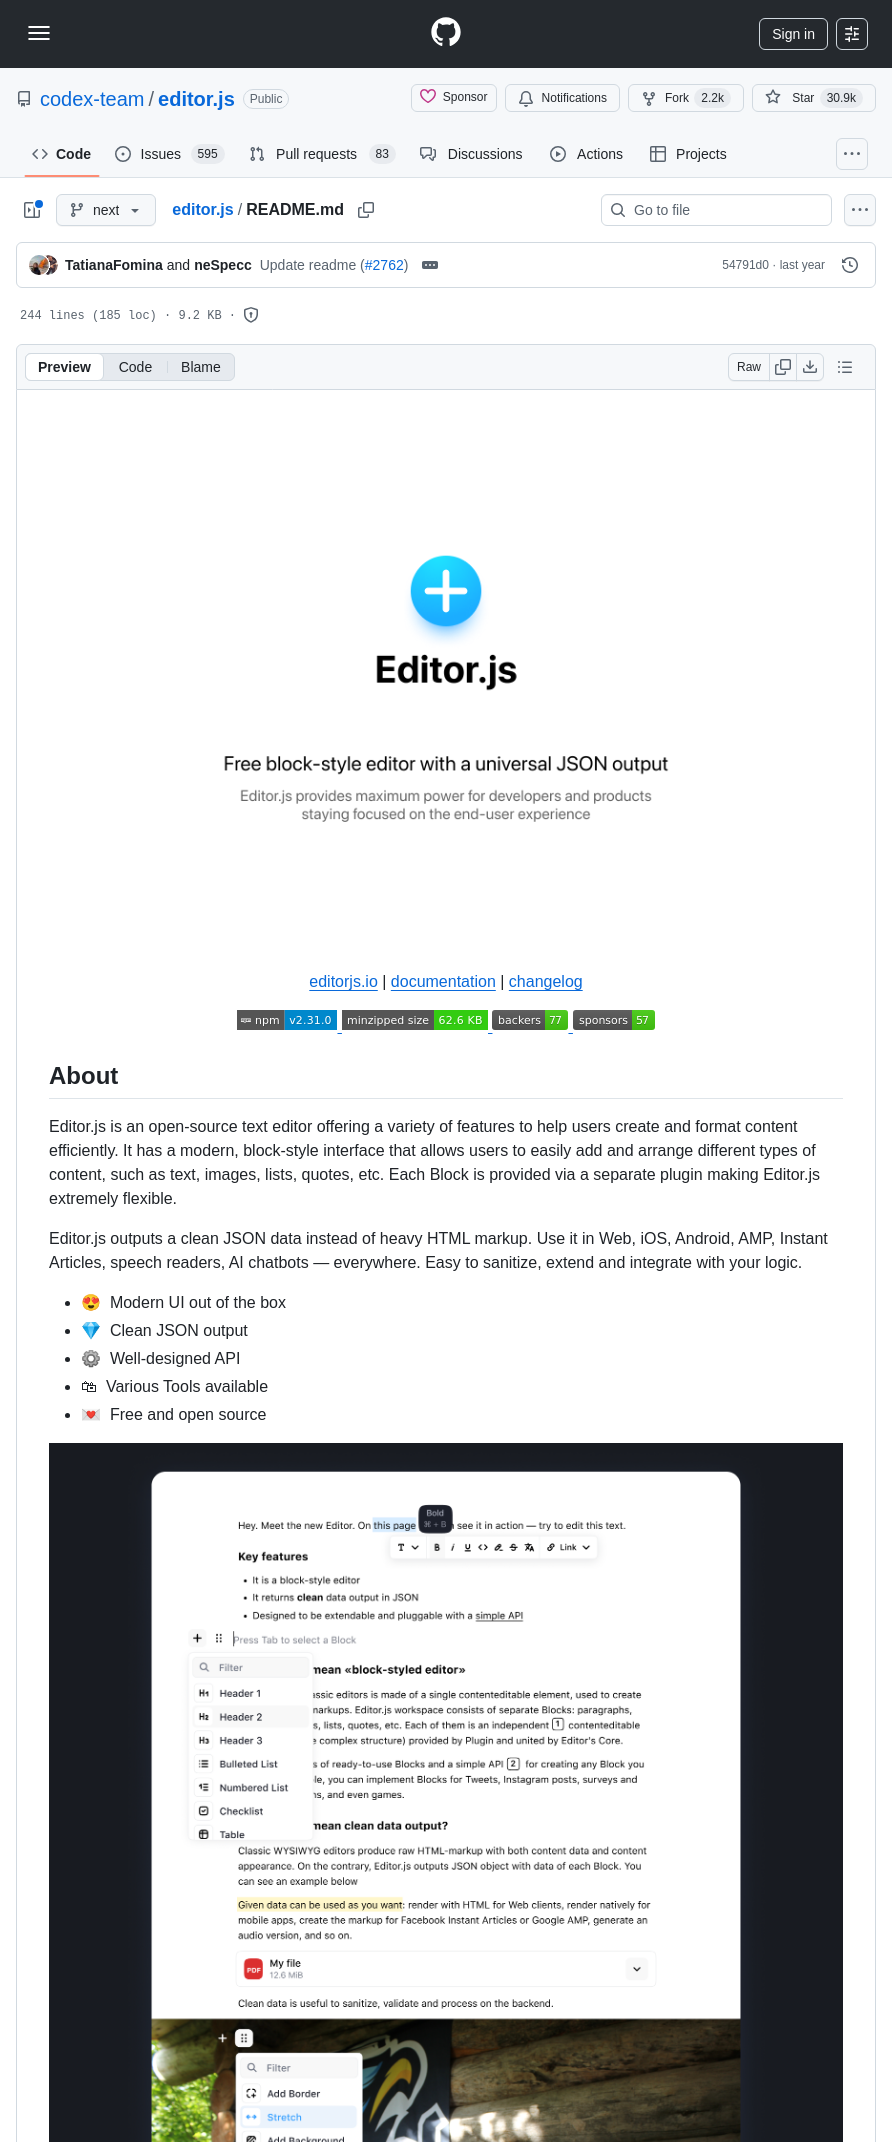 Sign in
codex-team / editor.js Public
Sponsor Notifications Fork 2.2k Star 30.9k
Code Issues 595 Pull requests 83 Discussions Actions Projects
next editor.js / README.md Go to file
TatianaFomina and neSpecc Update readme (#2762) 54791d0 · last year
244 lines (185 loc) · 9.2 KB ·
Preview Code Blame Raw
Editor.js
Free block-style editor with a universal JSON output
Editor.js provides maximum power for developers and products
staying focused on the end-user experience
editorjs.io | documentation | changelog
npm v2.31.0 minzipped size 62.6 KB backers 77 sponsors 57
About
Editor.js is an open-source text editor offering a variety of features to help users create and format content
efficiently. It has a modern, block-style interface that allows users to easily add and arrange different types of
content, such as text, images, lists, quotes, etc. Each Block is provided via a separate plugin making Editor.js
extremely flexible.
Editor.js outputs a clean JSON data instead of heavy HTML markup. Use it in Web, iOS, Android, AMP, Instant
Articles, speech readers, AI chatbots — everywhere. Easy to sanitize, extend and integrate with your logic.
• 😍 Modern UI out of the box
• 💎 Clean JSON output
• ⚙️ Well-designed API
• 🛍 Various Tools available
• 💌 Free and open source
Bold
⌘ + B
Hey. Meet the new Editor. On this page see it in action — try to edit this text.
T B i U S Link
Key features
• It is a block-style editor
• It returns clean data output in JSON
• Designed to be extendable and pluggable with a simple API
+ Press Tab to select a Block
Filter
mean «block-styled editor»
H1 Header 1
assic editors is made of a single contenteditable element, used to create
markups. Editor.js workspace consists of separate Blocks: paragraphs,
H2 Header 2
s, lists, quotes, etc. Each of them is an independent 1 contenteditable
H3 Header 3
e complex structure) provided by Plugin and united by Editor's Core.
Bulleted List
s of ready-to-use Blocks and a simple API 2 for creating any Block you
le, you can implement Blocks for Tweets, Instagram posts, surveys and
Numbered List
ns, and even games.
Checklist
mean clean data output?
Table
Classic WYSIWYG editors produce raw HTML-markup with both content data and content
appearance. On the contrary, Editor.js outputs JSON object with data of each Block. You
can see an example below
Given data can be used as you want: render with HTML for Web clients, render natively for
mobile apps, create the markup for Facebook Instant Articles or Google AMP, generate an
audio version, and so on.
PDF My file
12.6 MiB
Clean data is useful to sanitize, validate and process on the backend.
+
Filter
Add Border
Stretch
Add Background